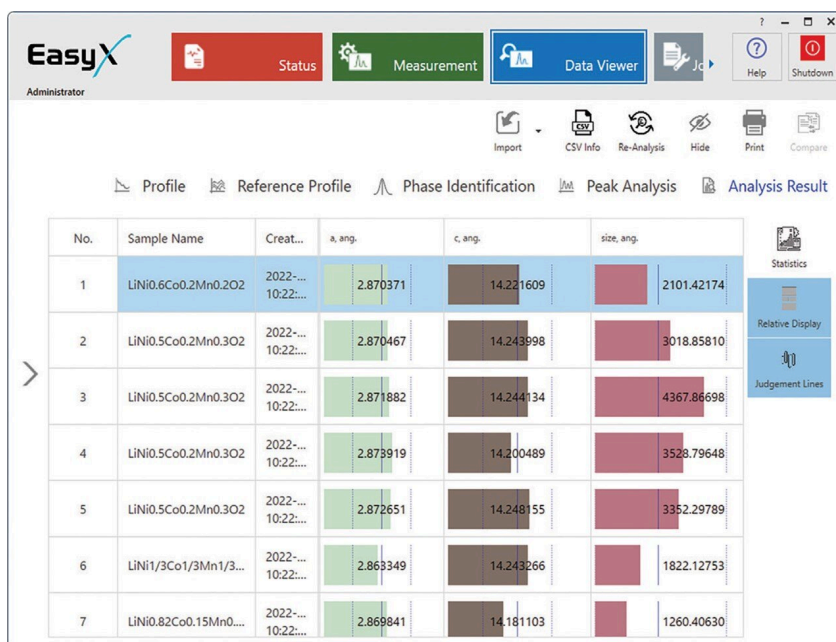 EasyX
Administrator
Status
Measurement
Data Viewer
?
Help
Shutdown
Import
CSV
CSV Info
Re-Analysis
Hide
Print
Compare
Profile
Reference Profile
Phase Identification
Peak Analysis
Analysis Result
No. Sample Name Creat... a, ang. c, ang. size, ang.
1 LiNi0.6Co0.2Mn0.2O2 2022-... 2.870371 14.221609 2101.42174
10:22:...
2 LiNi0.5Co0.2Mn0.3O2 2022-... 2.870467 14.243998 3018.85810
10:22:...
3 LiNi0.5Co0.2Mn0.3O2 2022-... 2.871882 14.244134 4367.86698
10:22:...
4 LiNi0.5Co0.2Mn0.3O2 2022-... 2.873919 14.200489 3528.79648
10:22:...
5 LiNi0.5Co0.2Mn0.3O2 2022-... 2.872651 14.248155 3352.29789
10:22:...
6 LiNi1/3Co1/3Mn1/3... 2022-... 2.863349 14.243266 1822.12753
10:22:...
7 LiNi0.82Co0.15Mn0.... 2022-... 2.869841 14.181103 1260.40630
10:22:...
Statistics
Relative Display
Judgement Lines